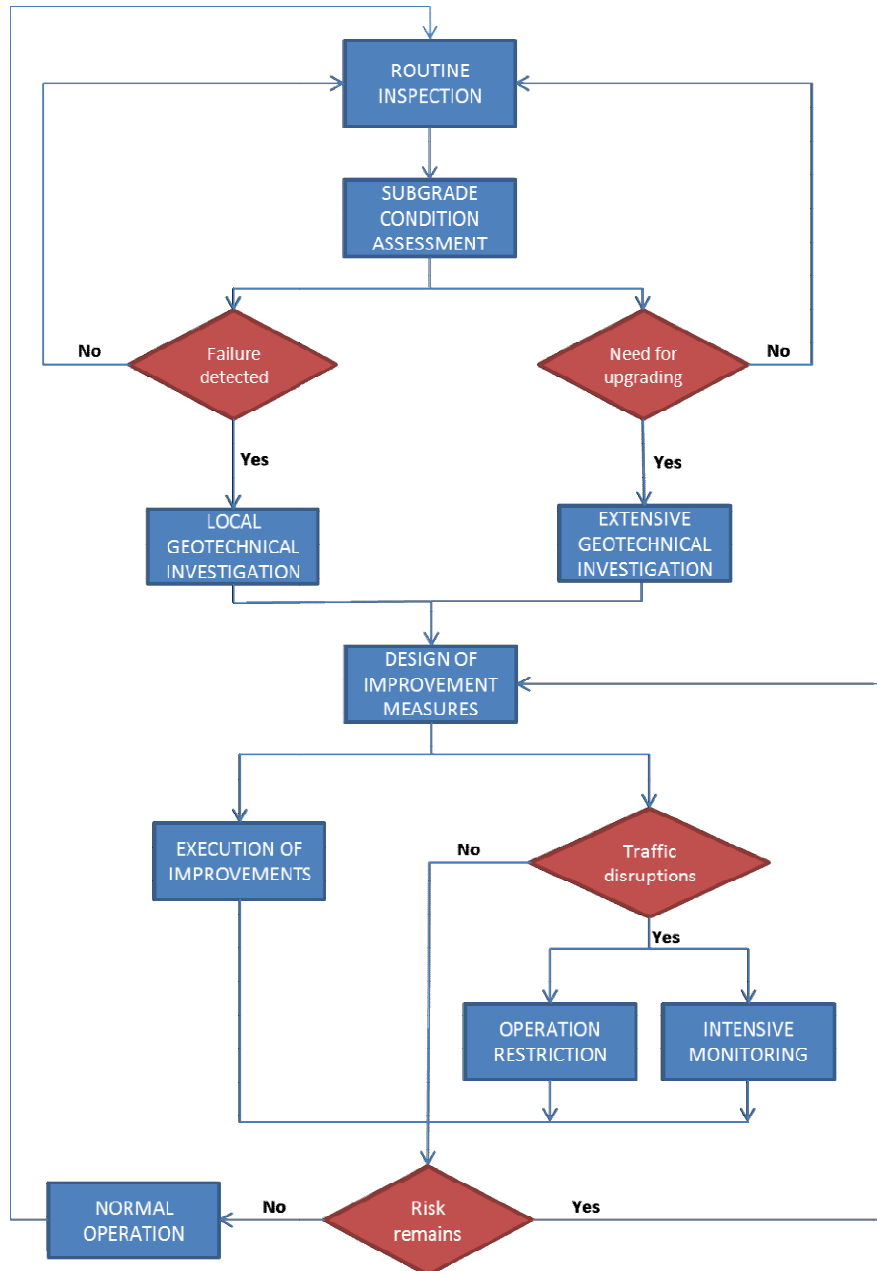 ROUTINE
INSPECTION
SUBGRADE
CONDITION
ASSESSMENT
No
Failure
detected
Need for
upgrading
No
Yes
Yes
LOCAL
GEOTECHNICAL
INVESTIGATION
EXTENSIVE
GEOTECHNICAL
INVESTIGATION
DESIGN OF
IMPROVEMENT
MEASURES
EXECUTION OF
IMPROVEMENTS
No
Traffic
disruptions
Yes
OPERATION
RESTRICTION
INTENSIVE
MONITORING
NORMAL
OPERATION
No
Risk
remains
Yes